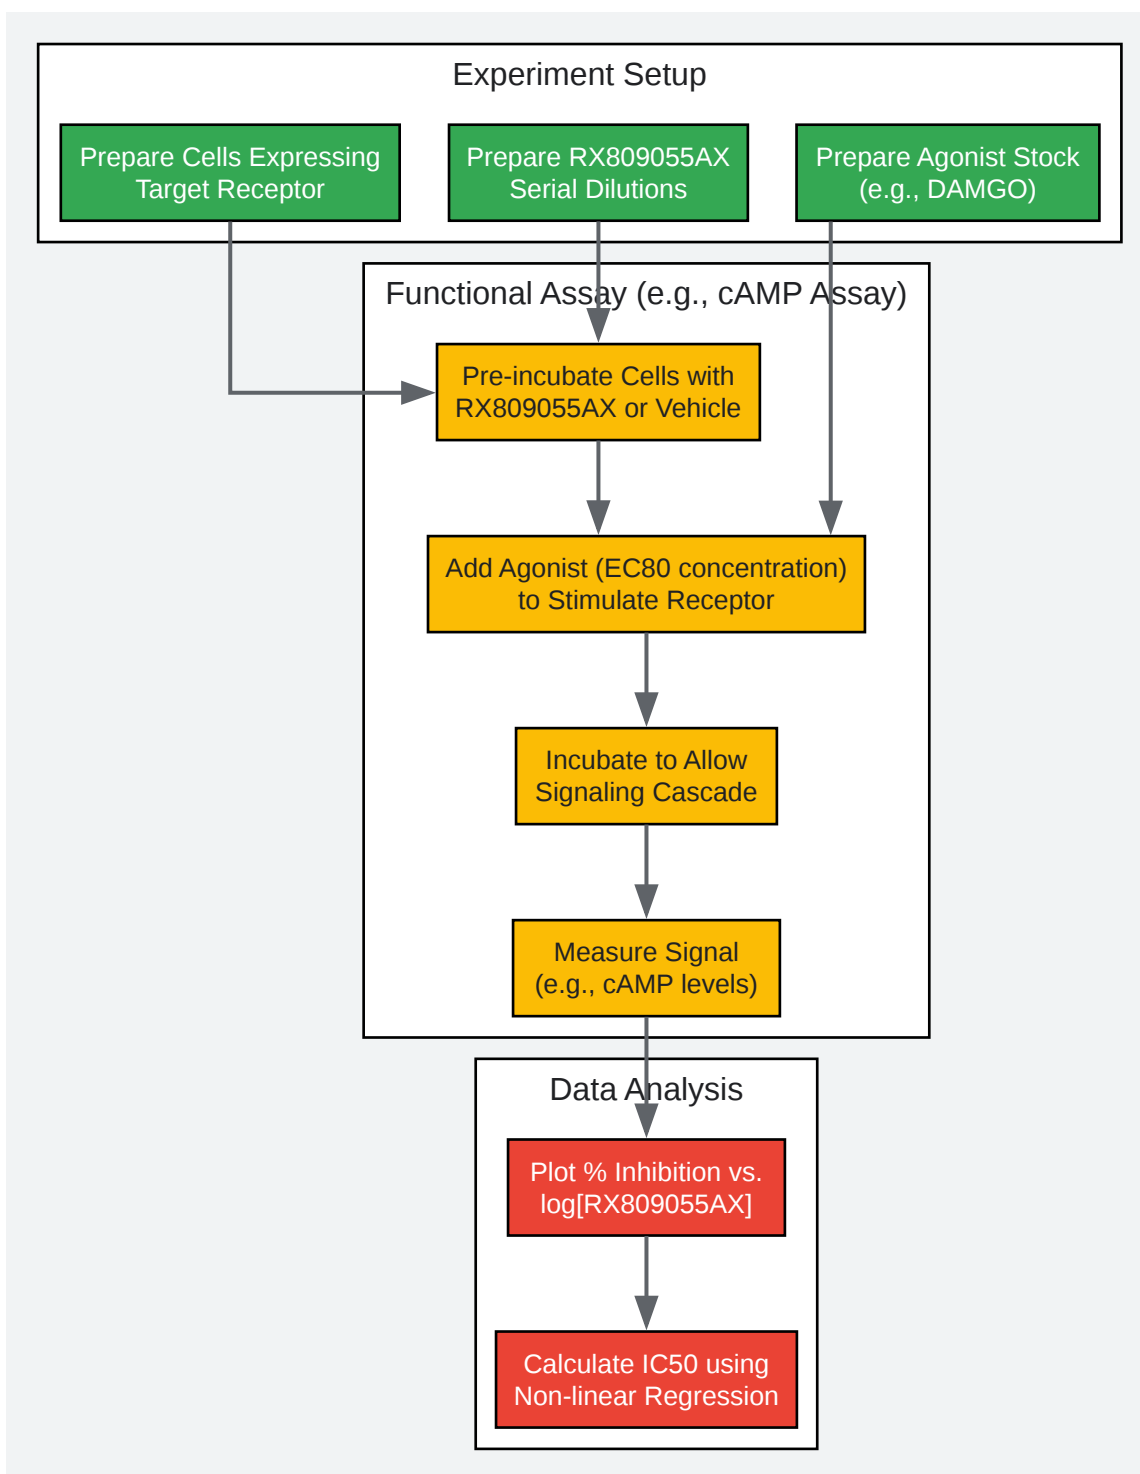 Experiment Setup
Prepare Cells Expressing
Target Receptor
Prepare RX809055AX
Serial Dilutions
Prepare Agonist Stock
(e.g., DAMGO)
Functional Assay (e.g., cAMP Assay)
Pre-incubate Cells with
RX809055AX or Vehicle
Add Agonist (EC80 concentration)
to Stimulate Receptor
Incubate to Allow
Signaling Cascade
Measure Signal
(e.g., cAMP levels)
Data Analysis
Plot % Inhibition vs.
log[RX809055AX]
Calculate IC50 using
Non-linear Regression